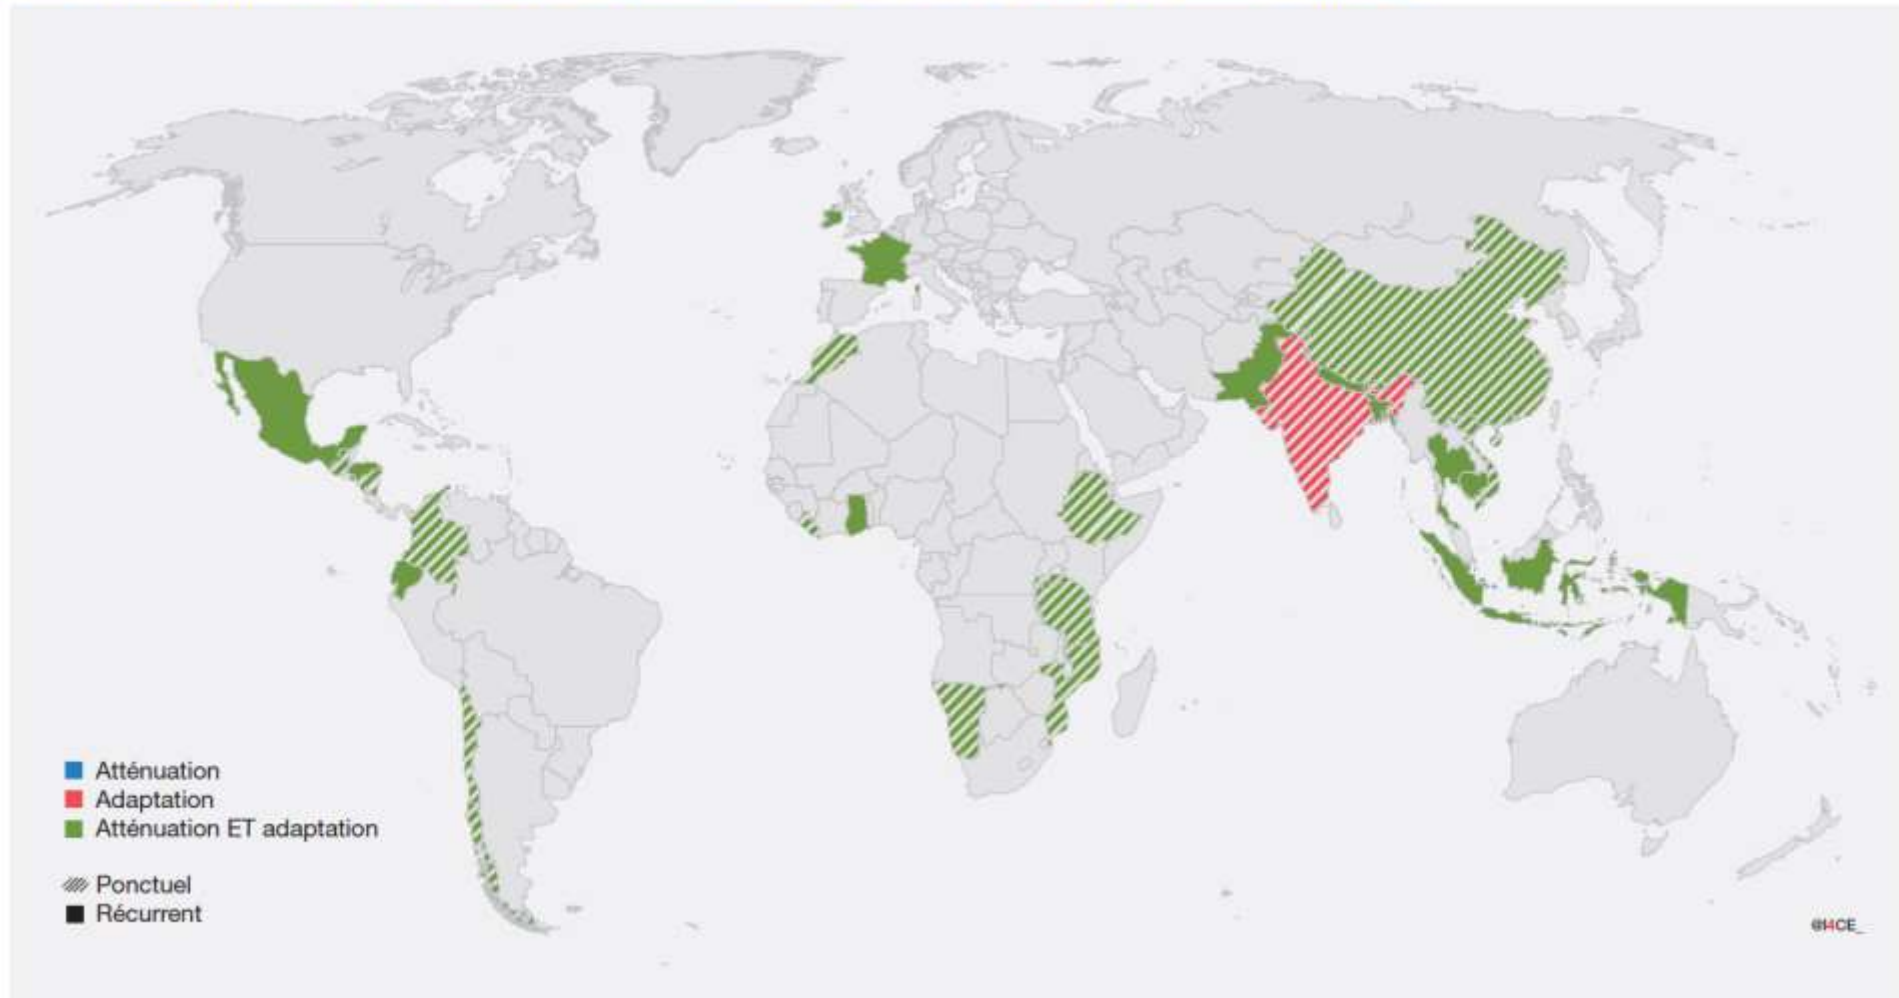 Atténuation
Adaptation
Atténuation ET adaptation
Ponctuel
Récurrent
@I4CE_